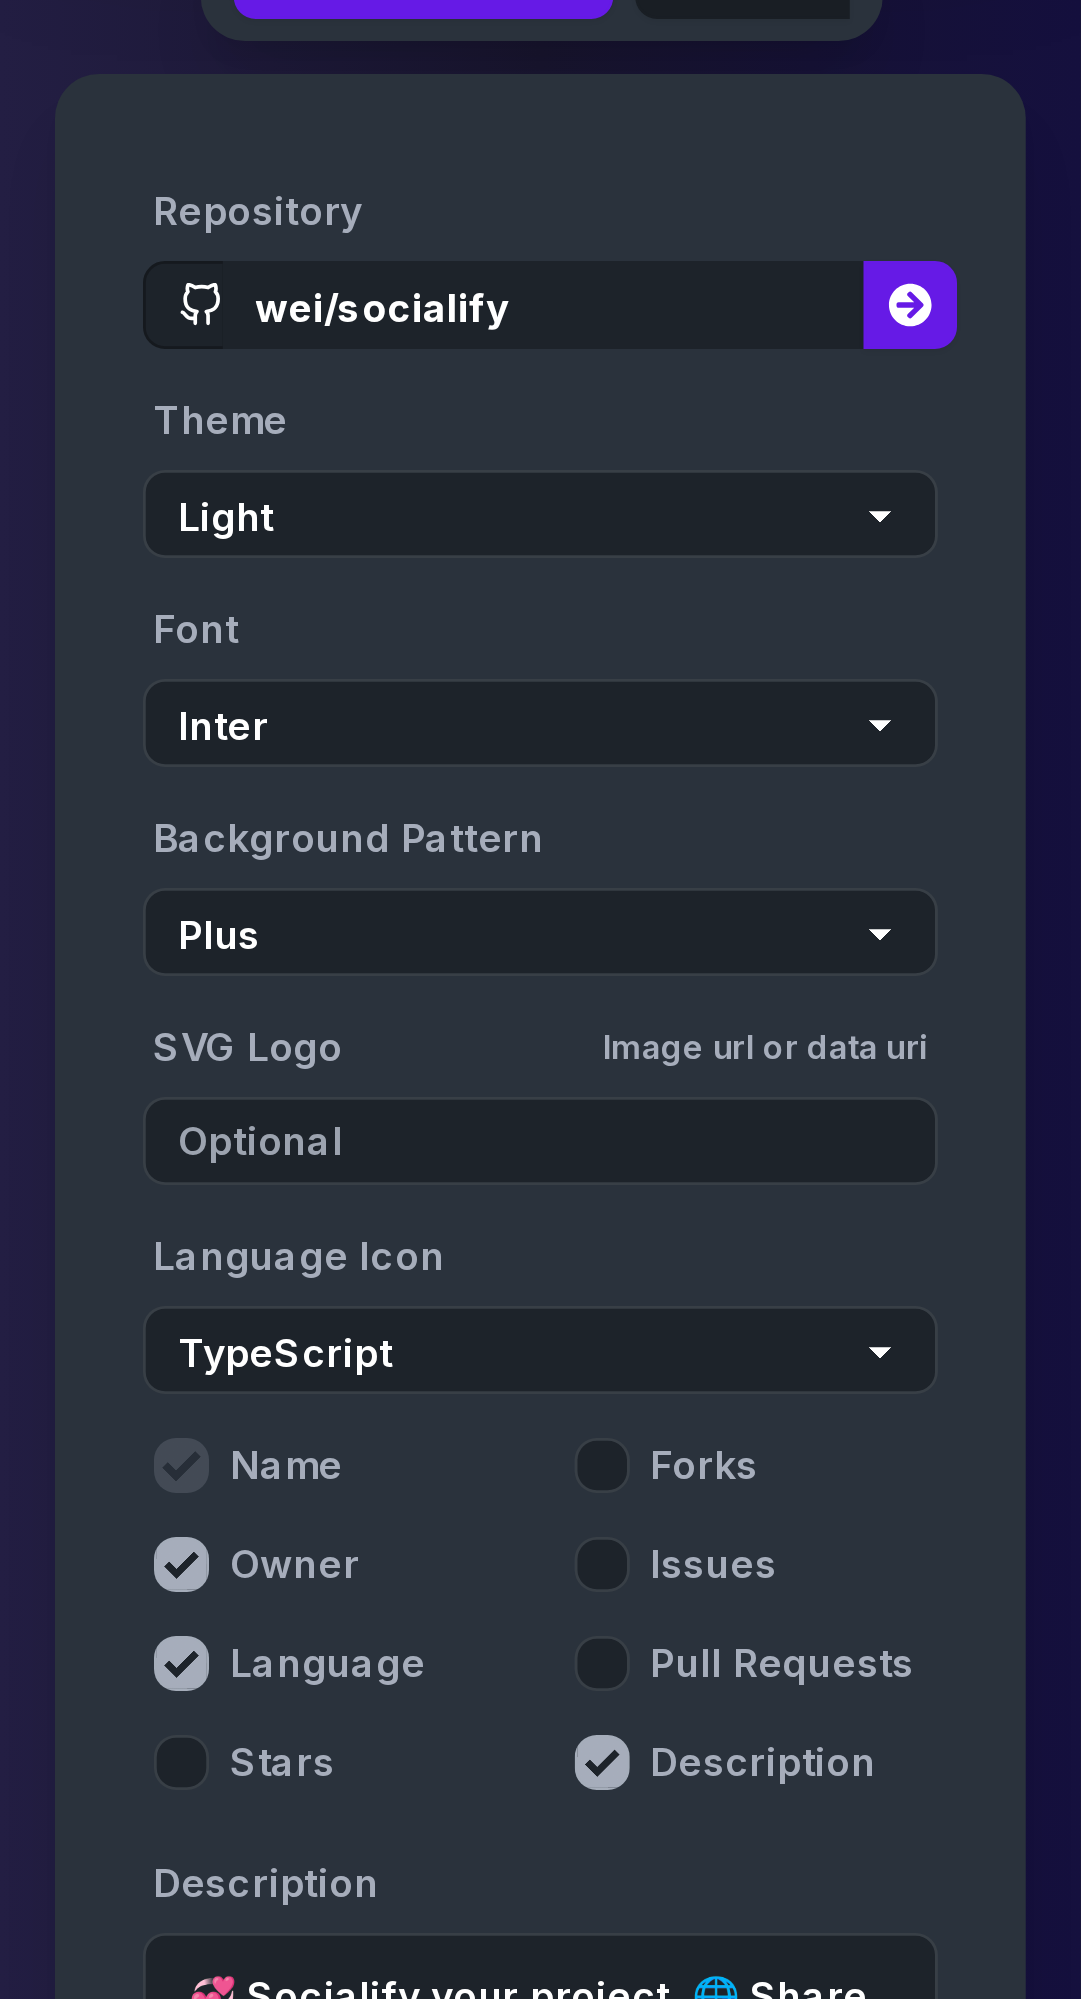 Repository
wei/socialify
Theme
Light
Font
Inter
Background Pattern
Plus
SVG Logo Image url or data uri
Optional
Language Icon
TypeScript
Name Forks
Owner Issues
Language Pull Requests
Stars Description
Description
💞 Socialify your project. 🌐 Share